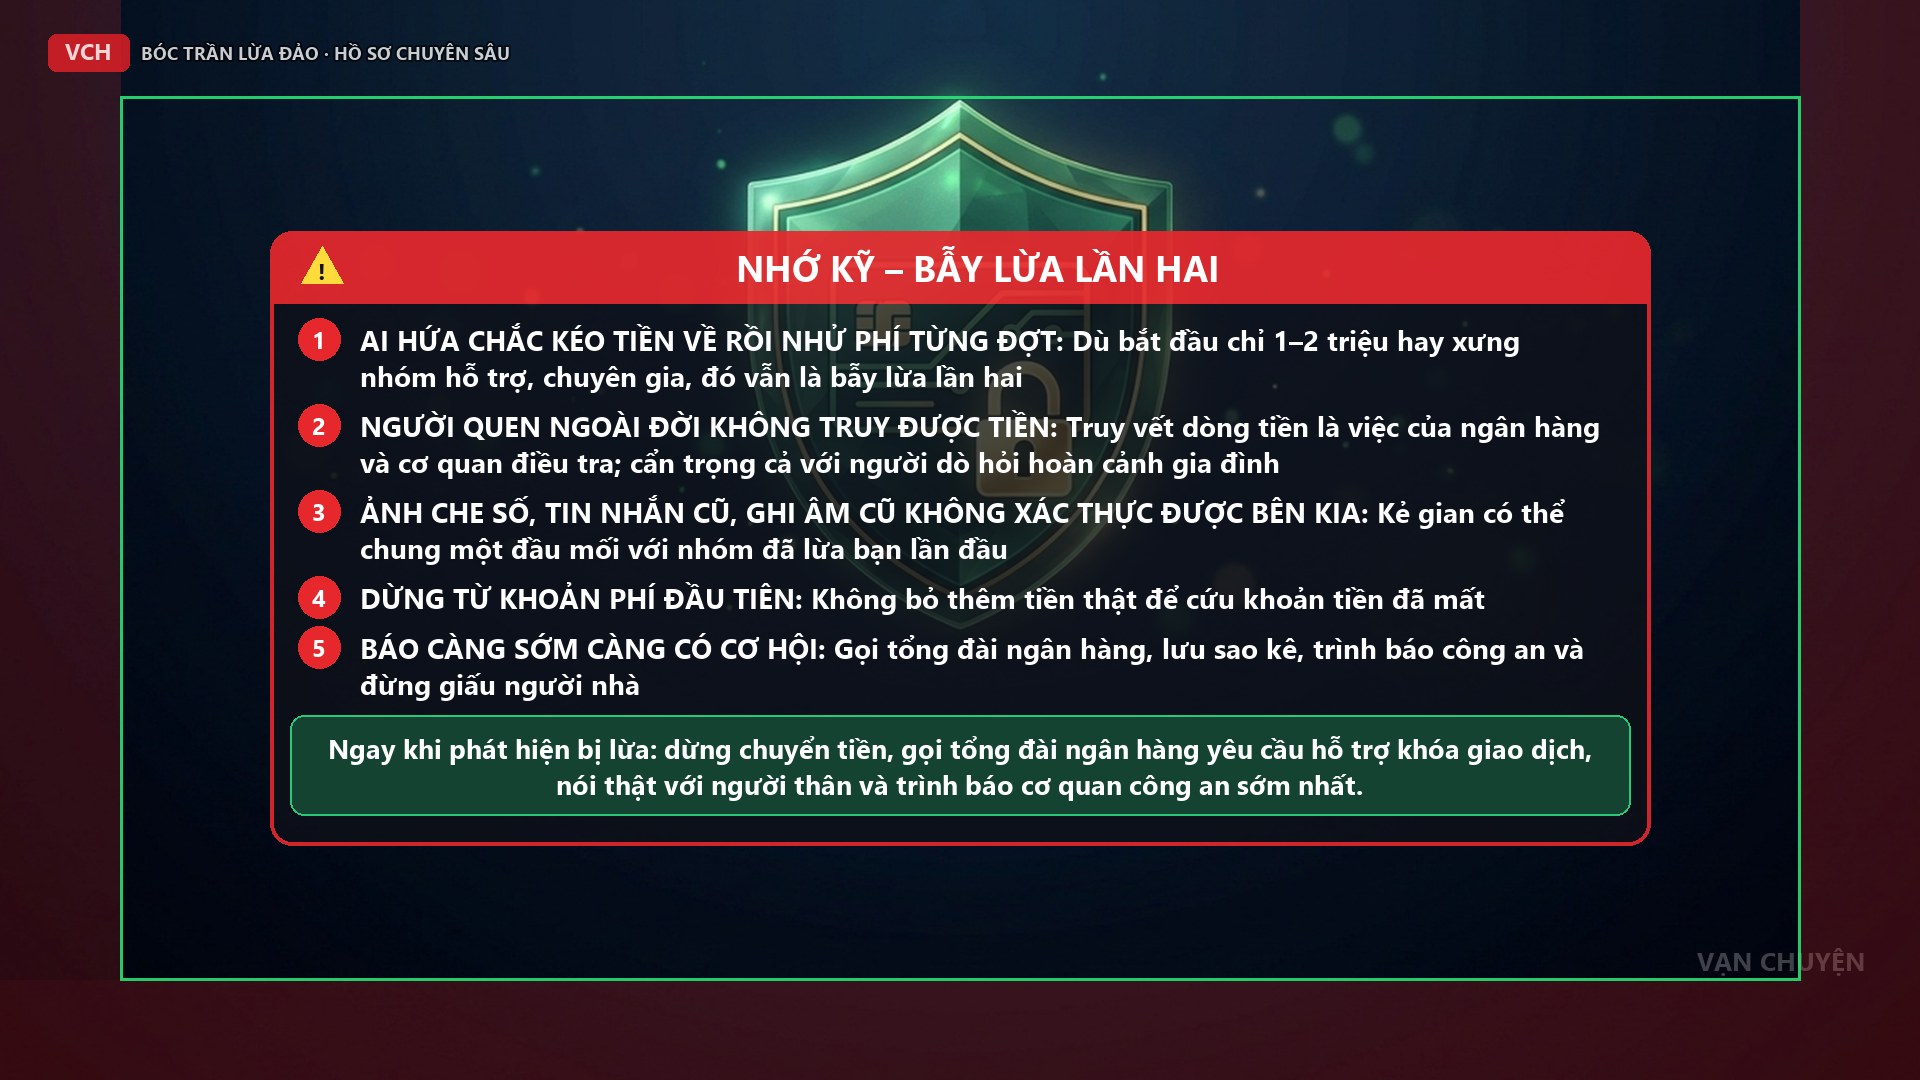 VCH
BÓC TRẦN LỪA ĐẢO · HỒ SƠ CHUYÊN SÂU
NHỚ KỸ – BẪY LỪA LẦN HAI
1 AI HỨA CHẮC KÉO TIỀN VỀ RỒI NHỬ PHÍ TỪNG ĐỢT: Dù bắt đầu chỉ 1–2 triệu hay xưng
nhóm hỗ trợ, chuyên gia, đó vẫn là bẫy lừa lần hai
2 NGƯỜI QUEN NGOÀI ĐỜI KHÔNG TRUY ĐƯỢC TIỀN: Truy vết dòng tiền là việc của ngân hàng
và cơ quan điều tra; cẩn trọng cả với người dò hỏi hoàn cảnh gia đình
3 ẢNH CHE SỐ, TIN NHẮN CŨ, GHI ÂM CŨ KHÔNG XÁC THỰC ĐƯỢC BÊN KIA: Kẻ gian có thể
chung một đầu mối với nhóm đã lừa bạn lần đầu
4 DỪNG TỪ KHOẢN PHÍ ĐẦU TIÊN: Không bỏ thêm tiền thật để cứu khoản tiền đã mất
5 BÁO CÀNG SỚM CÀNG CÓ CƠ HỘI: Gọi tổng đài ngân hàng, lưu sao kê, trình báo công an và
đừng giấu người nhà
Ngay khi phát hiện bị lừa: dừng chuyển tiền, gọi tổng đài ngân hàng yêu cầu hỗ trợ khóa giao dịch,
nói thật với người thân và trình báo cơ quan công an sớm nhất.
VẠN CHUYỆN